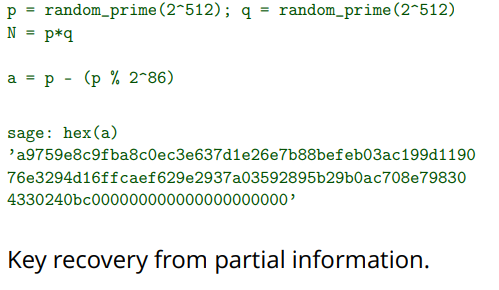 p = random_prime(2^512); q = random_prime(2^512)
N = p*q
a = p - (p % 2^86)
sage: hex(a)
'a9759e8c9fba8c0ec3e637d1e26e7b88befeb03ac199d1190
76e3294d16ffcaef629e2937a03592895b29b0ac708e79830
4330240bc000000000000000000000'
Key recovery from partial information.